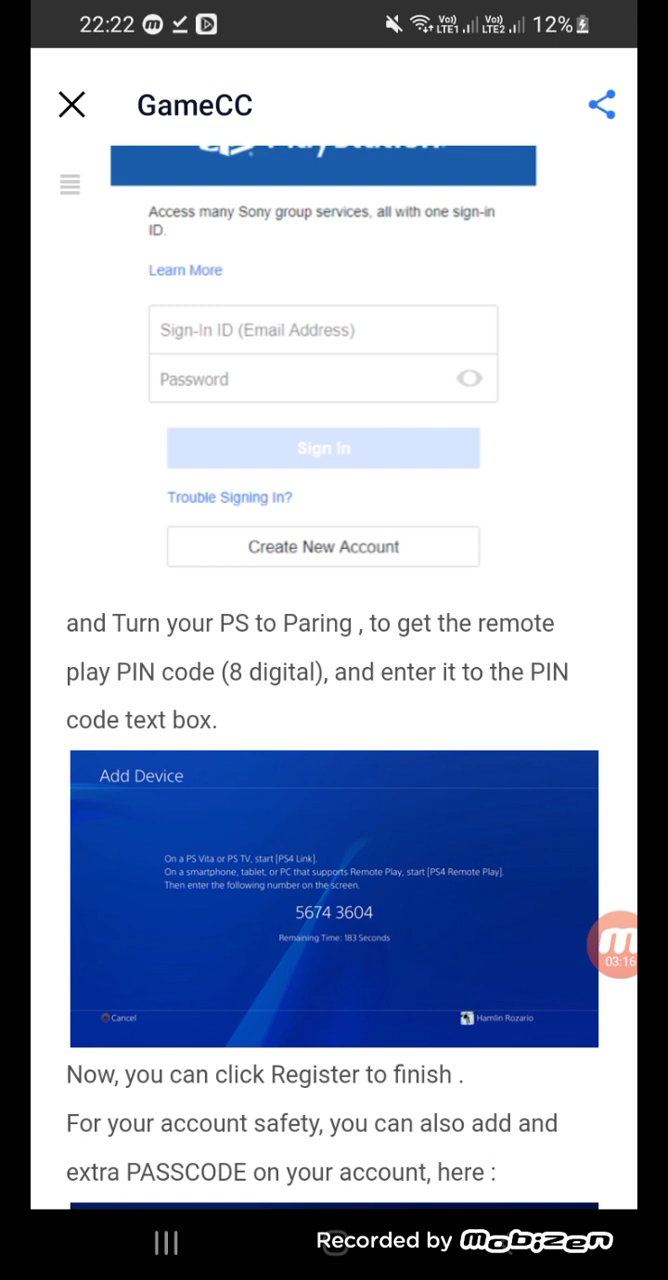 22:22
Vo))
LTE1
Vo))
LTE2
12%
GameCC
PlayStation
Access many Sony group services, all with one sign-in
ID.
Learn More
Sign-In ID (Email Address)
Password
Sign In
Trouble Signing In?
Create New Account
and Turn your PS to Paring , to get the remote
play PIN code (8 digital), and enter it to the PIN
code text box.
Add Device
On a PS Vita or PS TV, start [PS4 Link].
On a smartphone, tablet, or PC that supports Remote Play, start [PS4 Remote Play].
Then enter the following number on the screen.
5674 3604
Remaining Time: 183 Seconds
Cancel
Hamlin Rozario
03:16
Now, you can click Register to finish .
For your account safety, you can also add and
extra PASSCODE on your account, here :
Recorded by mobizen